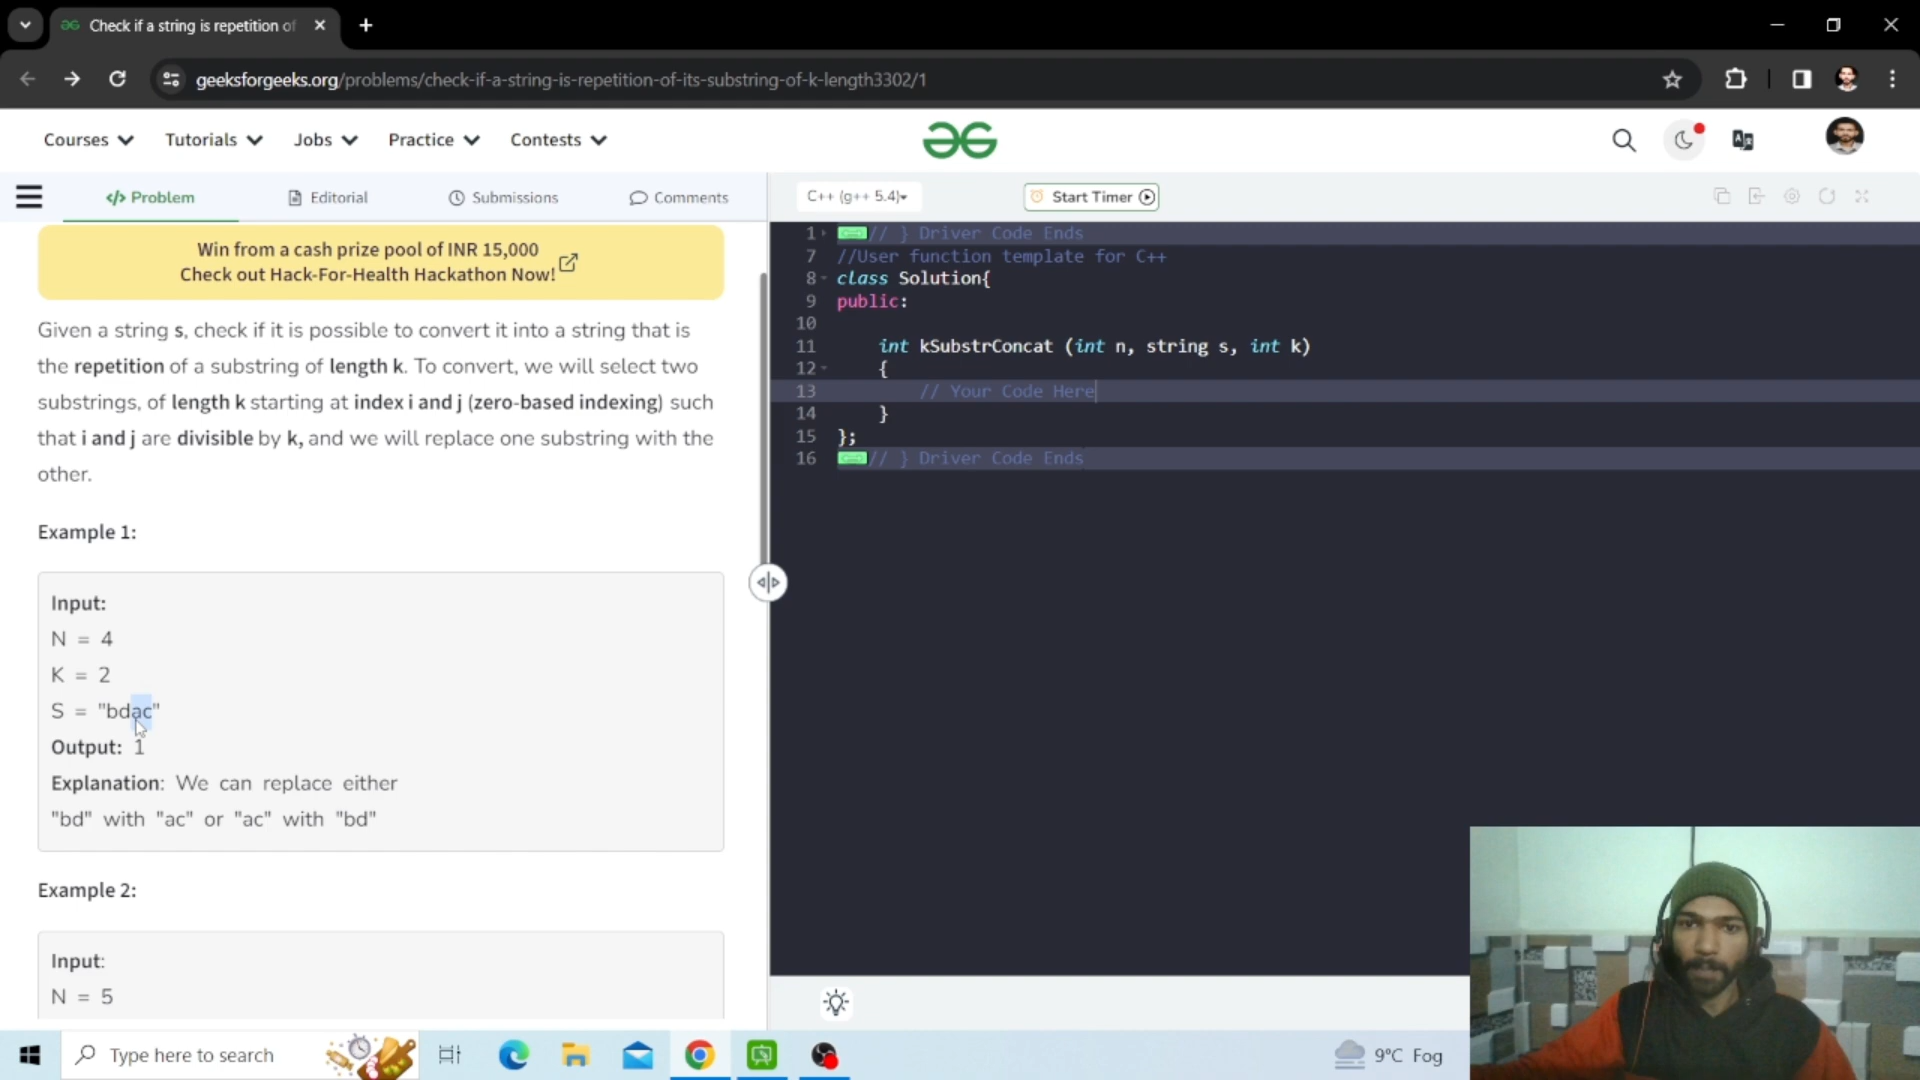 Check if a string is repetition of
geeksforgeeks.org/problems/check-if-a-string-is-repetition-of-its-substring-of-k-length3302/1
Courses Tutorials Jobs Practice Contests
</> Problem Editorial Submissions Comments
C++ (g++ 5.4) Start Timer
Win from a cash prize pool of INR 15,000
Check out Hack-For-Health Hackathon Now!
Given a string s, check if it is possible to convert it into a string that is
the repetition of a substring of length k. To convert, we will select two
substrings, of length k starting at index i and j (zero-based indexing) such
that i and j are divisible by k, and we will replace one substring with the
other.
Example 1:
Input:
N = 4
K = 2
S = "bdac"
Output: 1
Explanation: We can replace either
"bd" with "ac" or "ac" with "bd"
Example 2:
Input:
N = 5
1 // } Driver Code Ends
7 //User function template for C++
8 class Solution{
9 public:
10
11 int kSubstrConcat (int n, string s, int k)
12 {
13 // Your Code Here
14 }
15 };
16 // } Driver Code Ends
Type here to search
9°C Fog